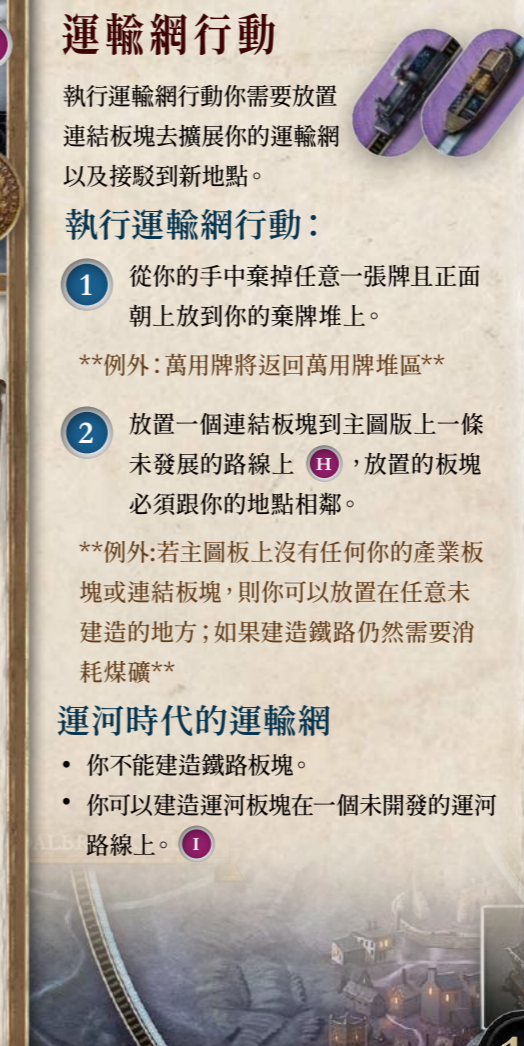 運輸網行動
執行運輸網行動你需要放置
連結板塊去擴展你的運輸網
以及接駁到新地點。
執行運輸網行動：
1 從你的手中棄掉任意一張牌且正面
朝上放到你的棄牌堆上。
**例外：萬用牌將返回萬用牌堆區**
2 放置一個連結板塊到主圖版上一條
未發展的路線上 H ，放置的板塊
必須跟你的地點相鄰。
**例外:若主圖板上沒有任何你的產業板
塊或連結板塊，則你可以放置在任意未
建造的地方；如果建造鐵路仍然需要消
耗煤礦**
運河時代的運輸網
• 你不能建造鐵路板塊。
• 你可以建造運河板塊在一個未開發的運河
路線上。 I